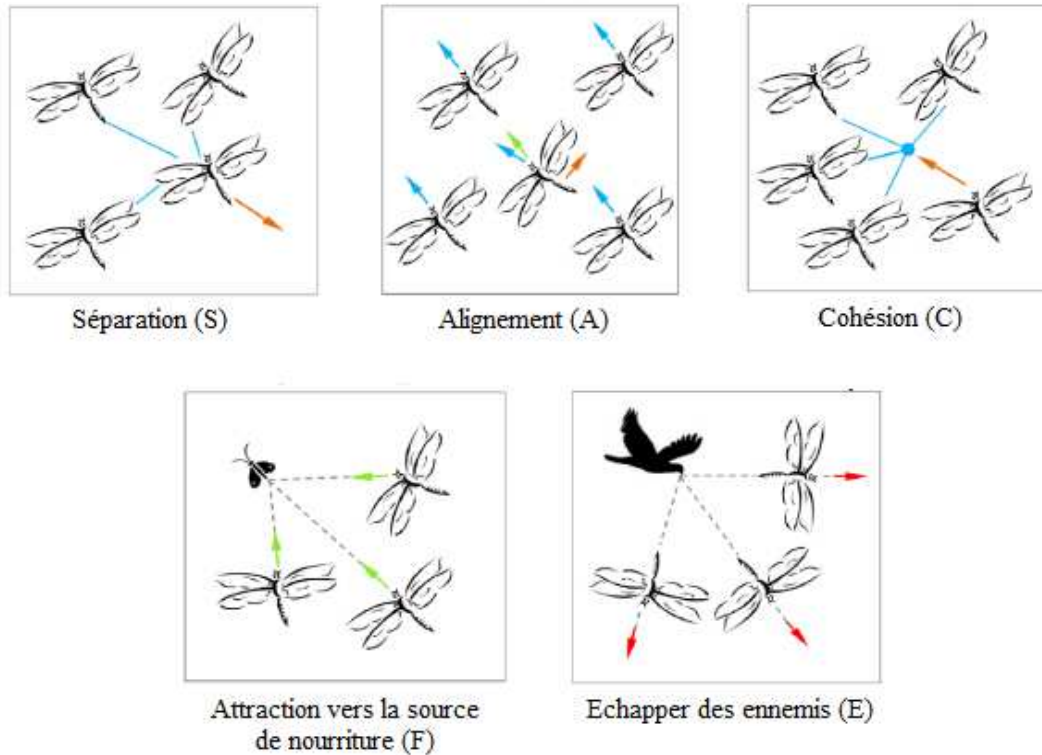 Séparation (S)
Alignement (A)
Cohésion (C)
Attraction vers la source
de nourriture (F)
Echapper des ennemis (E)